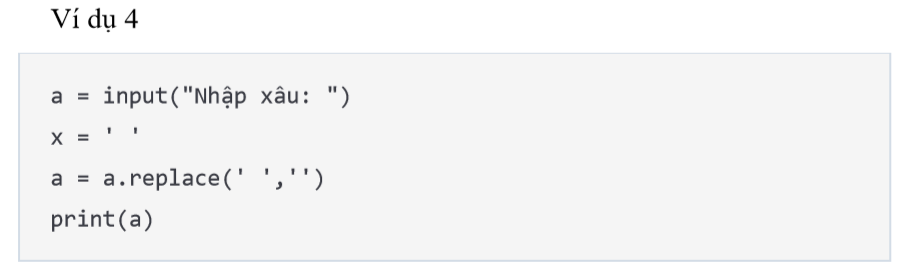 Ví dụ 4
a = input("Nhập xâu: ")
x = ' '
a = a.replace(' ','')
print(a)